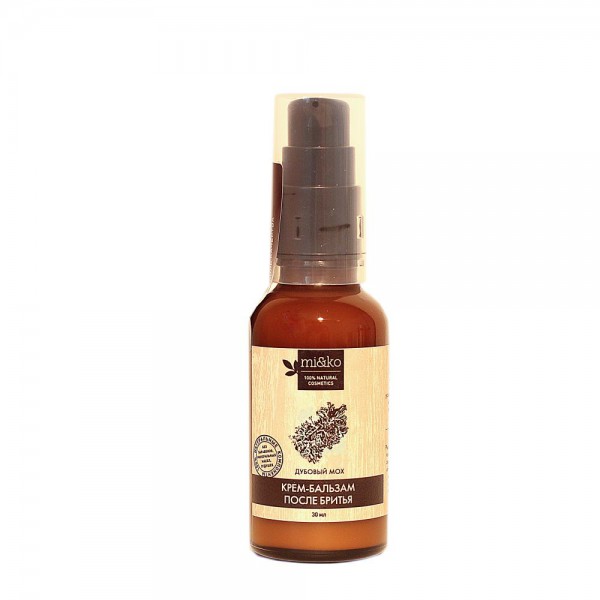 mi&ko
100% NATURAL
COSMETICS
ДУБОВЫЙ МОХ
КРЕМ-БАЛЬЗАМ
ПОСЛЕ БРИТЬЯ
30 мл